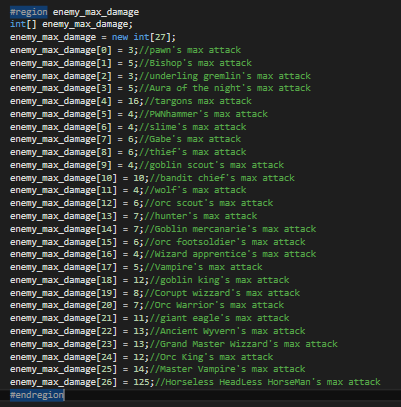 #region enemy_max_damage
int[] enemy_max_damage;
enemy_max_damage = new int[27];
enemy_max_damage[0] = 3;//pawn's max attack
enemy_max_damage[1] = 5;//Bishop's max attack
enemy_max_damage[2] = 3;//underling gremlin's max attack
enemy_max_damage[3] = 5;//Aura of the night's max attack
enemy_max_damage[4] = 16;//targons max attack
enemy_max_damage[5] = 4;//PWNhammer's max attack
enemy_max_damage[6] = 4;//slime's max attack
enemy_max_damage[7] = 6;//Gabe's max attack
enemy_max_damage[8] = 6;//thief's max attack
enemy_max_damage[9] = 4;//goblin scout's max attack
enemy_max_damage[10] = 10;//bandit chief's max attack
enemy_max_damage[11] = 4;//wolf's max attack
enemy_max_damage[12] = 6;//orc scout's max attack
enemy_max_damage[13] = 7;//hunter's max attack
enemy_max_damage[14] = 7;//Goblin mercanarie's max attack
enemy_max_damage[15] = 6;//orc footsoldier's max attack
enemy_max_damage[16] = 4;//Wizard apprentice's max attack
enemy_max_damage[17] = 5;//Vampire's max attack
enemy_max_damage[18] = 12;//goblin king's max attack
enemy_max_damage[19] = 8;//Corupt wizzard's max attack
enemy_max_damage[20] = 7;//Orc Warrior's max attack
enemy_max_damage[21] = 11;//giant eagle's max attack
enemy_max_damage[22] = 13;//Ancient Wyvern's max attack
enemy_max_damage[23] = 13;//Grand Master Wizzard's max attack
enemy_max_damage[24] = 12;//Orc King's max attack
enemy_max_damage[25] = 14;//Master Vampire's max attack
enemy_max_damage[26] = 125;//Horseless HeadLess HorseMan's max attack
#endregion